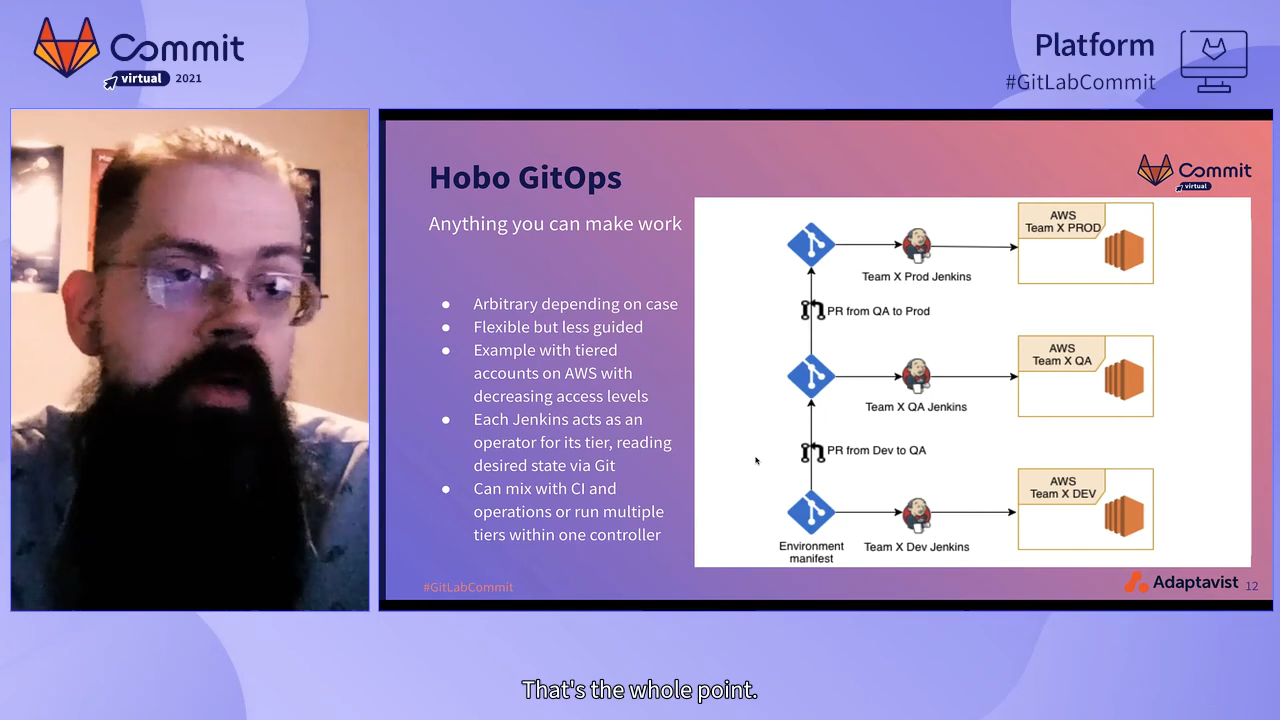 Commit
virtual 2021
Platform
#GitLabCommit
Hobo GitOps
Anything you can make work
● Arbitrary depending on case
● Flexible but less guided
● Example with tiered
accounts on AWS with
decreasing access levels
● Each Jenkins acts as an
operator for its tier, reading
desired state via Git
● Can mix with CI and
operations or run multiple
tiers within one controller
#GitLabCommit
Commit
virtual
AWS
Team X PROD
Team X Prod Jenkins
PR from QA to Prod
AWS
Team X QA
Team X QA Jenkins
PR from Dev to QA
AWS
Team X DEV
Environment
manifest
Team X Dev Jenkins
Adaptavist 12
That's the whole point.